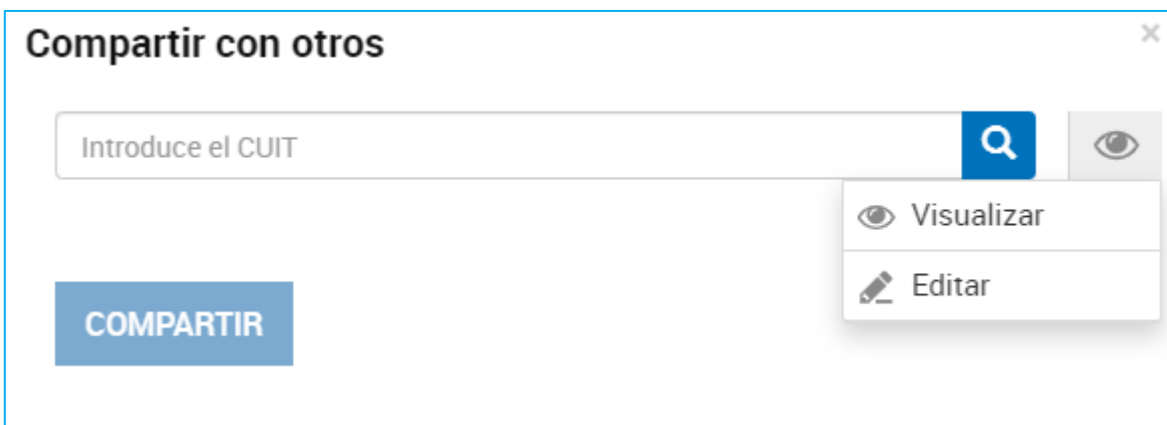 Compartir con otros
Introduce el CUIT
Visualizar
Editar
COMPARTIR